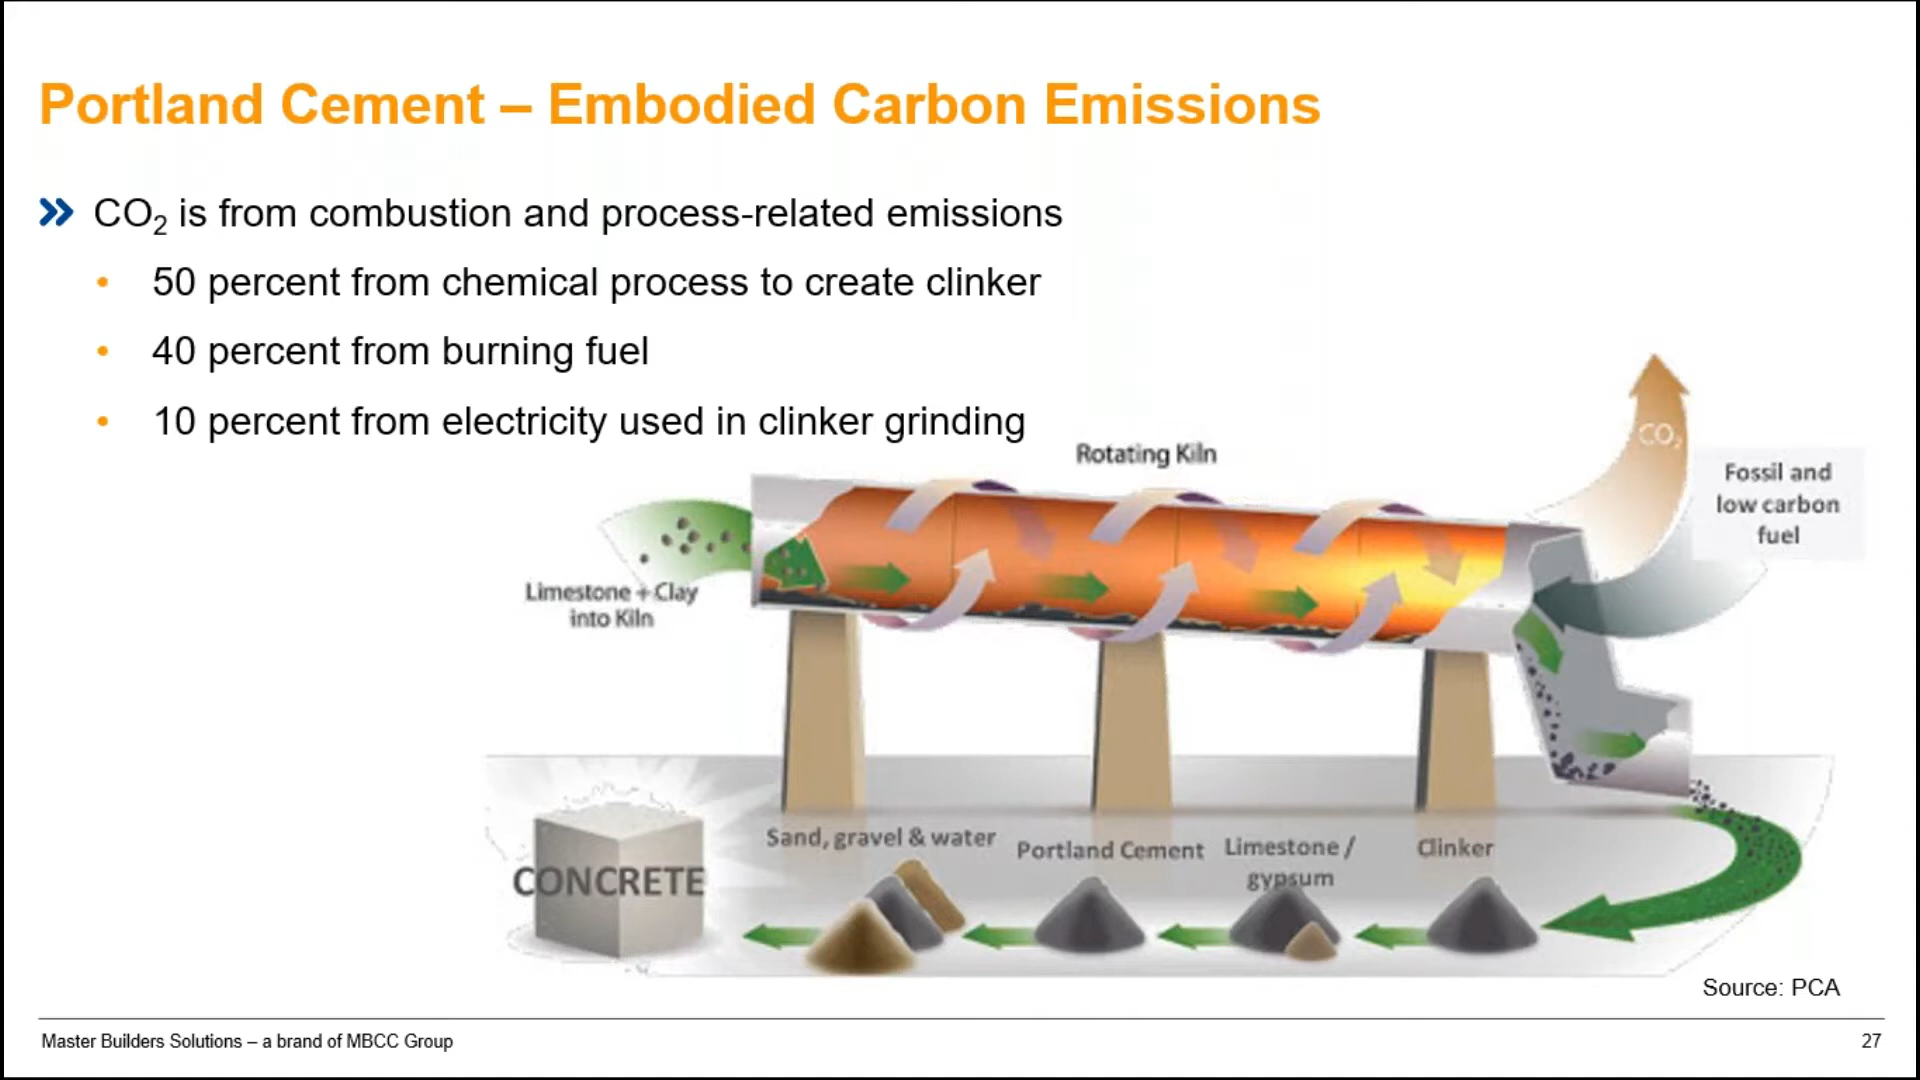 Portland Cement – Embodied Carbon Emissions
CO₂ is from combustion and process-related emissions
• 50 percent from chemical process to create clinker
• 40 percent from burning fuel
• 10 percent from electricity used in clinker grinding
Rotating Kiln
CO₂
Fossil and
low carbon
fuel
Limestone + Clay
into Kiln
Sand, gravel & water
Portland Cement
Limestone /
gypsum
Clinker
CONCRETE
Source: PCA
Master Builders Solutions – a brand of MBCC Group
27